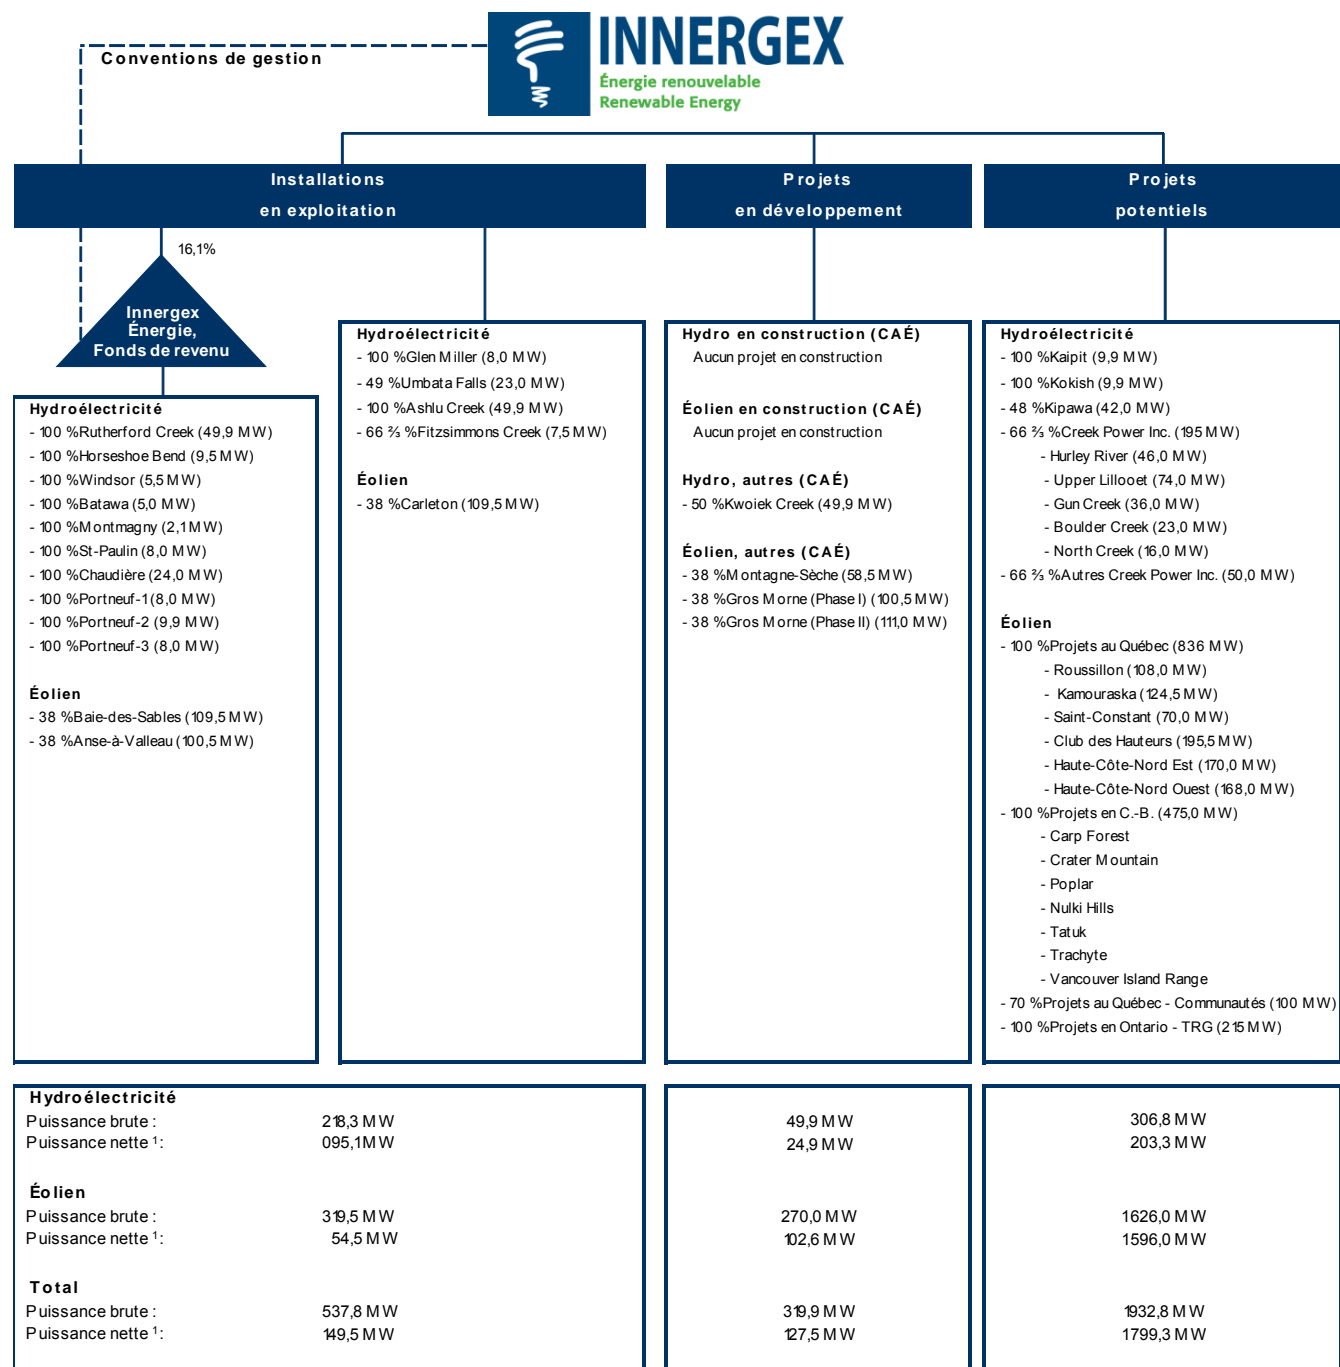 INNERGEX
Énergie renouvelable
Renewable Energy
Conventions de gestion
Installations
en exploitation
Projets
en développement
Projets
potentiels
16,1%
Innergex
Énergie,
Fonds de revenu
Hydroélectricité
- 100 %Rutherford Creek (49,9 MW)
- 100 %Horseshoe Bend (9,5 MW)
- 100 %Windsor (5,5 MW)
- 100 %Batawa (5,0 MW)
- 100 %Montmagny (2,1 MW)
- 100 %St-Paulin (8,0 MW)
- 100 %Chaudière (24,0 MW)
- 100 %Portneuf-1 (8,0 MW)
- 100 %Portneuf-2 (9,9 MW)
- 100 %Portneuf-3 (8,0 MW)
Éolien
- 38 %Baie-des-Sables (109,5 MW)
- 38 %Anse-à-Valleau (100,5 MW)
Hydroélectricité
- 100 %Glen Miller (8,0 MW)
- 49 %Umbata Falls (23,0 MW)
- 100 %Ashlu Creek (49,9 MW)
- 66 ⅔ %Fitzsimmons Creek (7,5 MW)
Éolien
- 38 %Carleton (109,5 MW)
Hydro en construction (CAÉ)
Aucun projet en construction
Éolien en construction (CAÉ)
Aucun projet en construction
Hydro, autres (CAÉ)
- 50 %Kwoiek Creek (49,9 MW)
Éolien, autres (CAÉ)
- 38 %Montagne-Sèche (58,5 MW)
- 38 %Gros Morne (Phase I) (100,5 MW)
- 38 %Gros Morne (Phase II) (111,0 MW)
Hydroélectricité
- 100 %Kaipit (9,9 MW)
- 100 %Kokish (9,9 MW)
- 48 %Kipawa (42,0 MW)
- 66 ⅔ %Creek Power Inc. (195 MW)
- Hurley River (46,0 MW)
- Upper Lillooet (74,0 MW)
- Gun Creek (36,0 MW)
- Boulder Creek (23,0 MW)
- North Creek (16,0 MW)
- 66 ⅔ %Autres Creek Power Inc. (50,0 MW)
Éolien
- 100 %Projets au Québec (836 MW)
- Roussillon (108,0 MW)
- Kamouraska (124,5 MW)
- Saint-Constant (70,0 MW)
- Club des Hauteurs (195,5 MW)
- Haute-Côte-Nord Est (170,0 MW)
- Haute-Côte-Nord Ouest (168,0 MW)
- 100 %Projets en C.-B. (475,0 MW)
- Carp Forest
- Crater Mountain
- Poplar
- Nulki Hills
- Tatuk
- Trachyte
- Vancouver Island Range
- 70 %Projets au Québec - Communautés (100 MW)
- 100 %Projets en Ontario - TRG (215 MW)
Hydroélectricité
Puissance brute : 218,3 MW 49,9 MW 306,8 MW
Puissance nette ¹: 095,1 MW 24,9 MW 203,3 MW
Éolien
Puissance brute : 319,5 MW 270,0 MW 1626,0 MW
Puissance nette ¹: 54,5 MW 102,6 MW 1596,0 MW
Total
Puissance brute : 537,8 MW 319,9 MW 1932,8 MW
Puissance nette ¹: 149,5 MW 127,5 MW 1799,3 MW